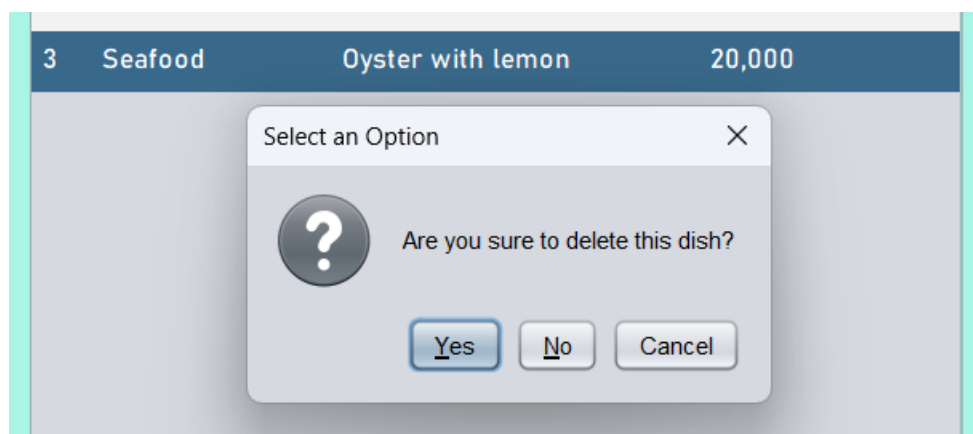 3 Seafood Oyster with lemon 20,000
Select an Option
?
Are you sure to delete this dish?
Yes No Cancel